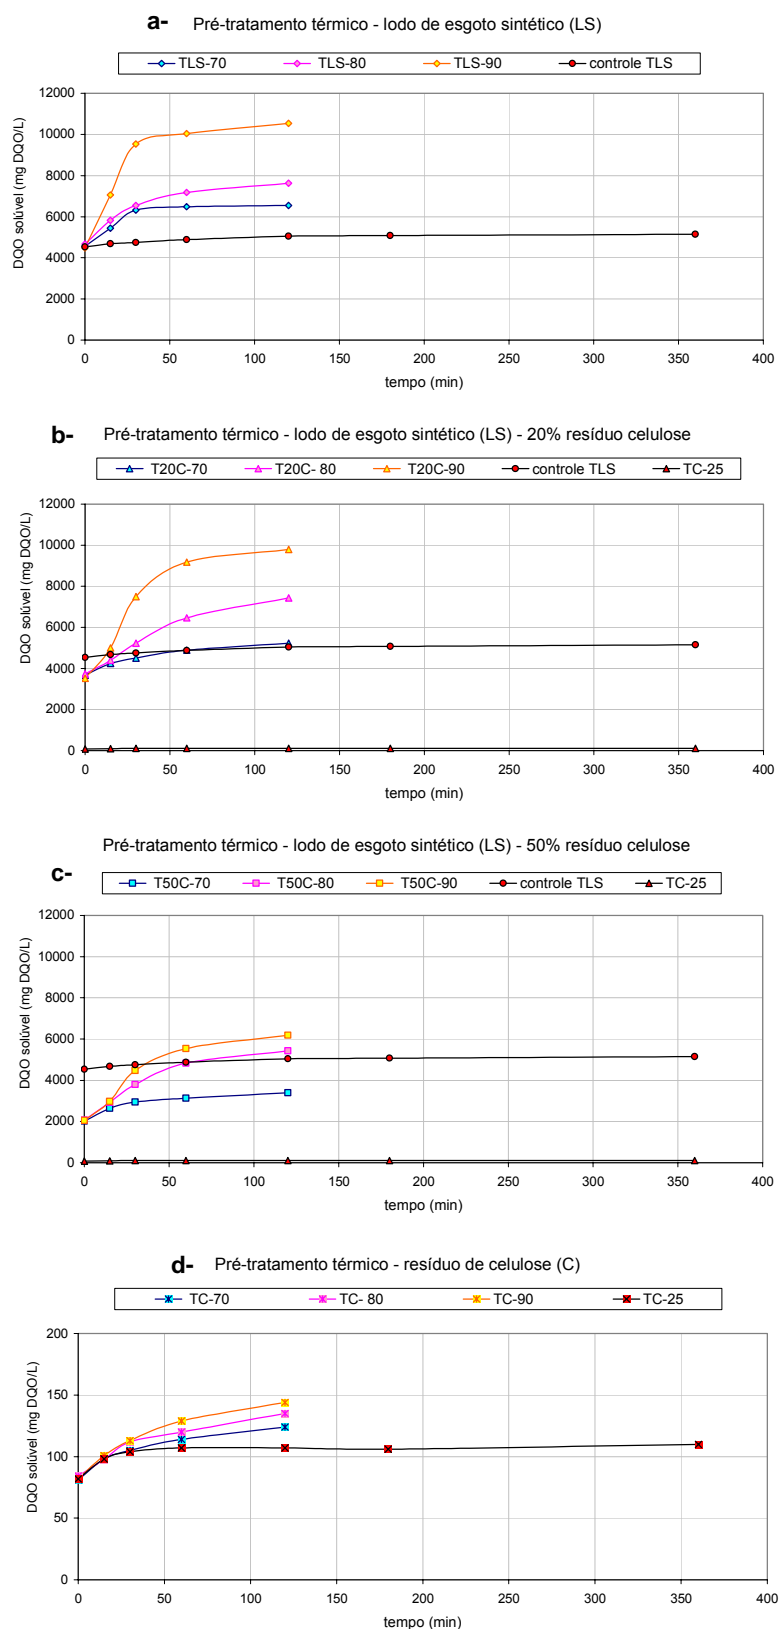 a- Pré-tratamento térmico - lodo de esgoto sintético (LS)
TLS-70 TLS-80 TLS-90 controle TLS
DQO solúvel (mg DQO/L)
12000
10000
8000
6000
4000
2000
0
0 50 100 150 200 250 300 350 400
tempo (min)
b- Pré-tratamento térmico - lodo de esgoto sintético (LS) - 20% resíduo celulose
T20C-70 T20C- 80 T20C-90 controle TLS TC-25
DQO solúvel (mg DQO/L)
12000
10000
8000
6000
4000
2000
0
0 50 100 150 200 250 300 350 400
tempo (min)
Pré-tratamento térmico - lodo de esgoto sintético (LS) - 50% resíduo celulose
c-
T50C-70 T50C-80 T50C-90 controle TLS TC-25
DQO solúvel (mg DQO/L)
12000
10000
8000
6000
4000
2000
0
0 50 100 150 200 250 300 350 400
tempo (min)
d- Pré-tratamento térmico - resíduo de celulose (C)
TC-70 TC- 80 TC-90 TC-25
DQO solúvel (mg DQO/L)
200
150
100
50
0
0 50 100 150 200 250 300 350 400
tempo (min)